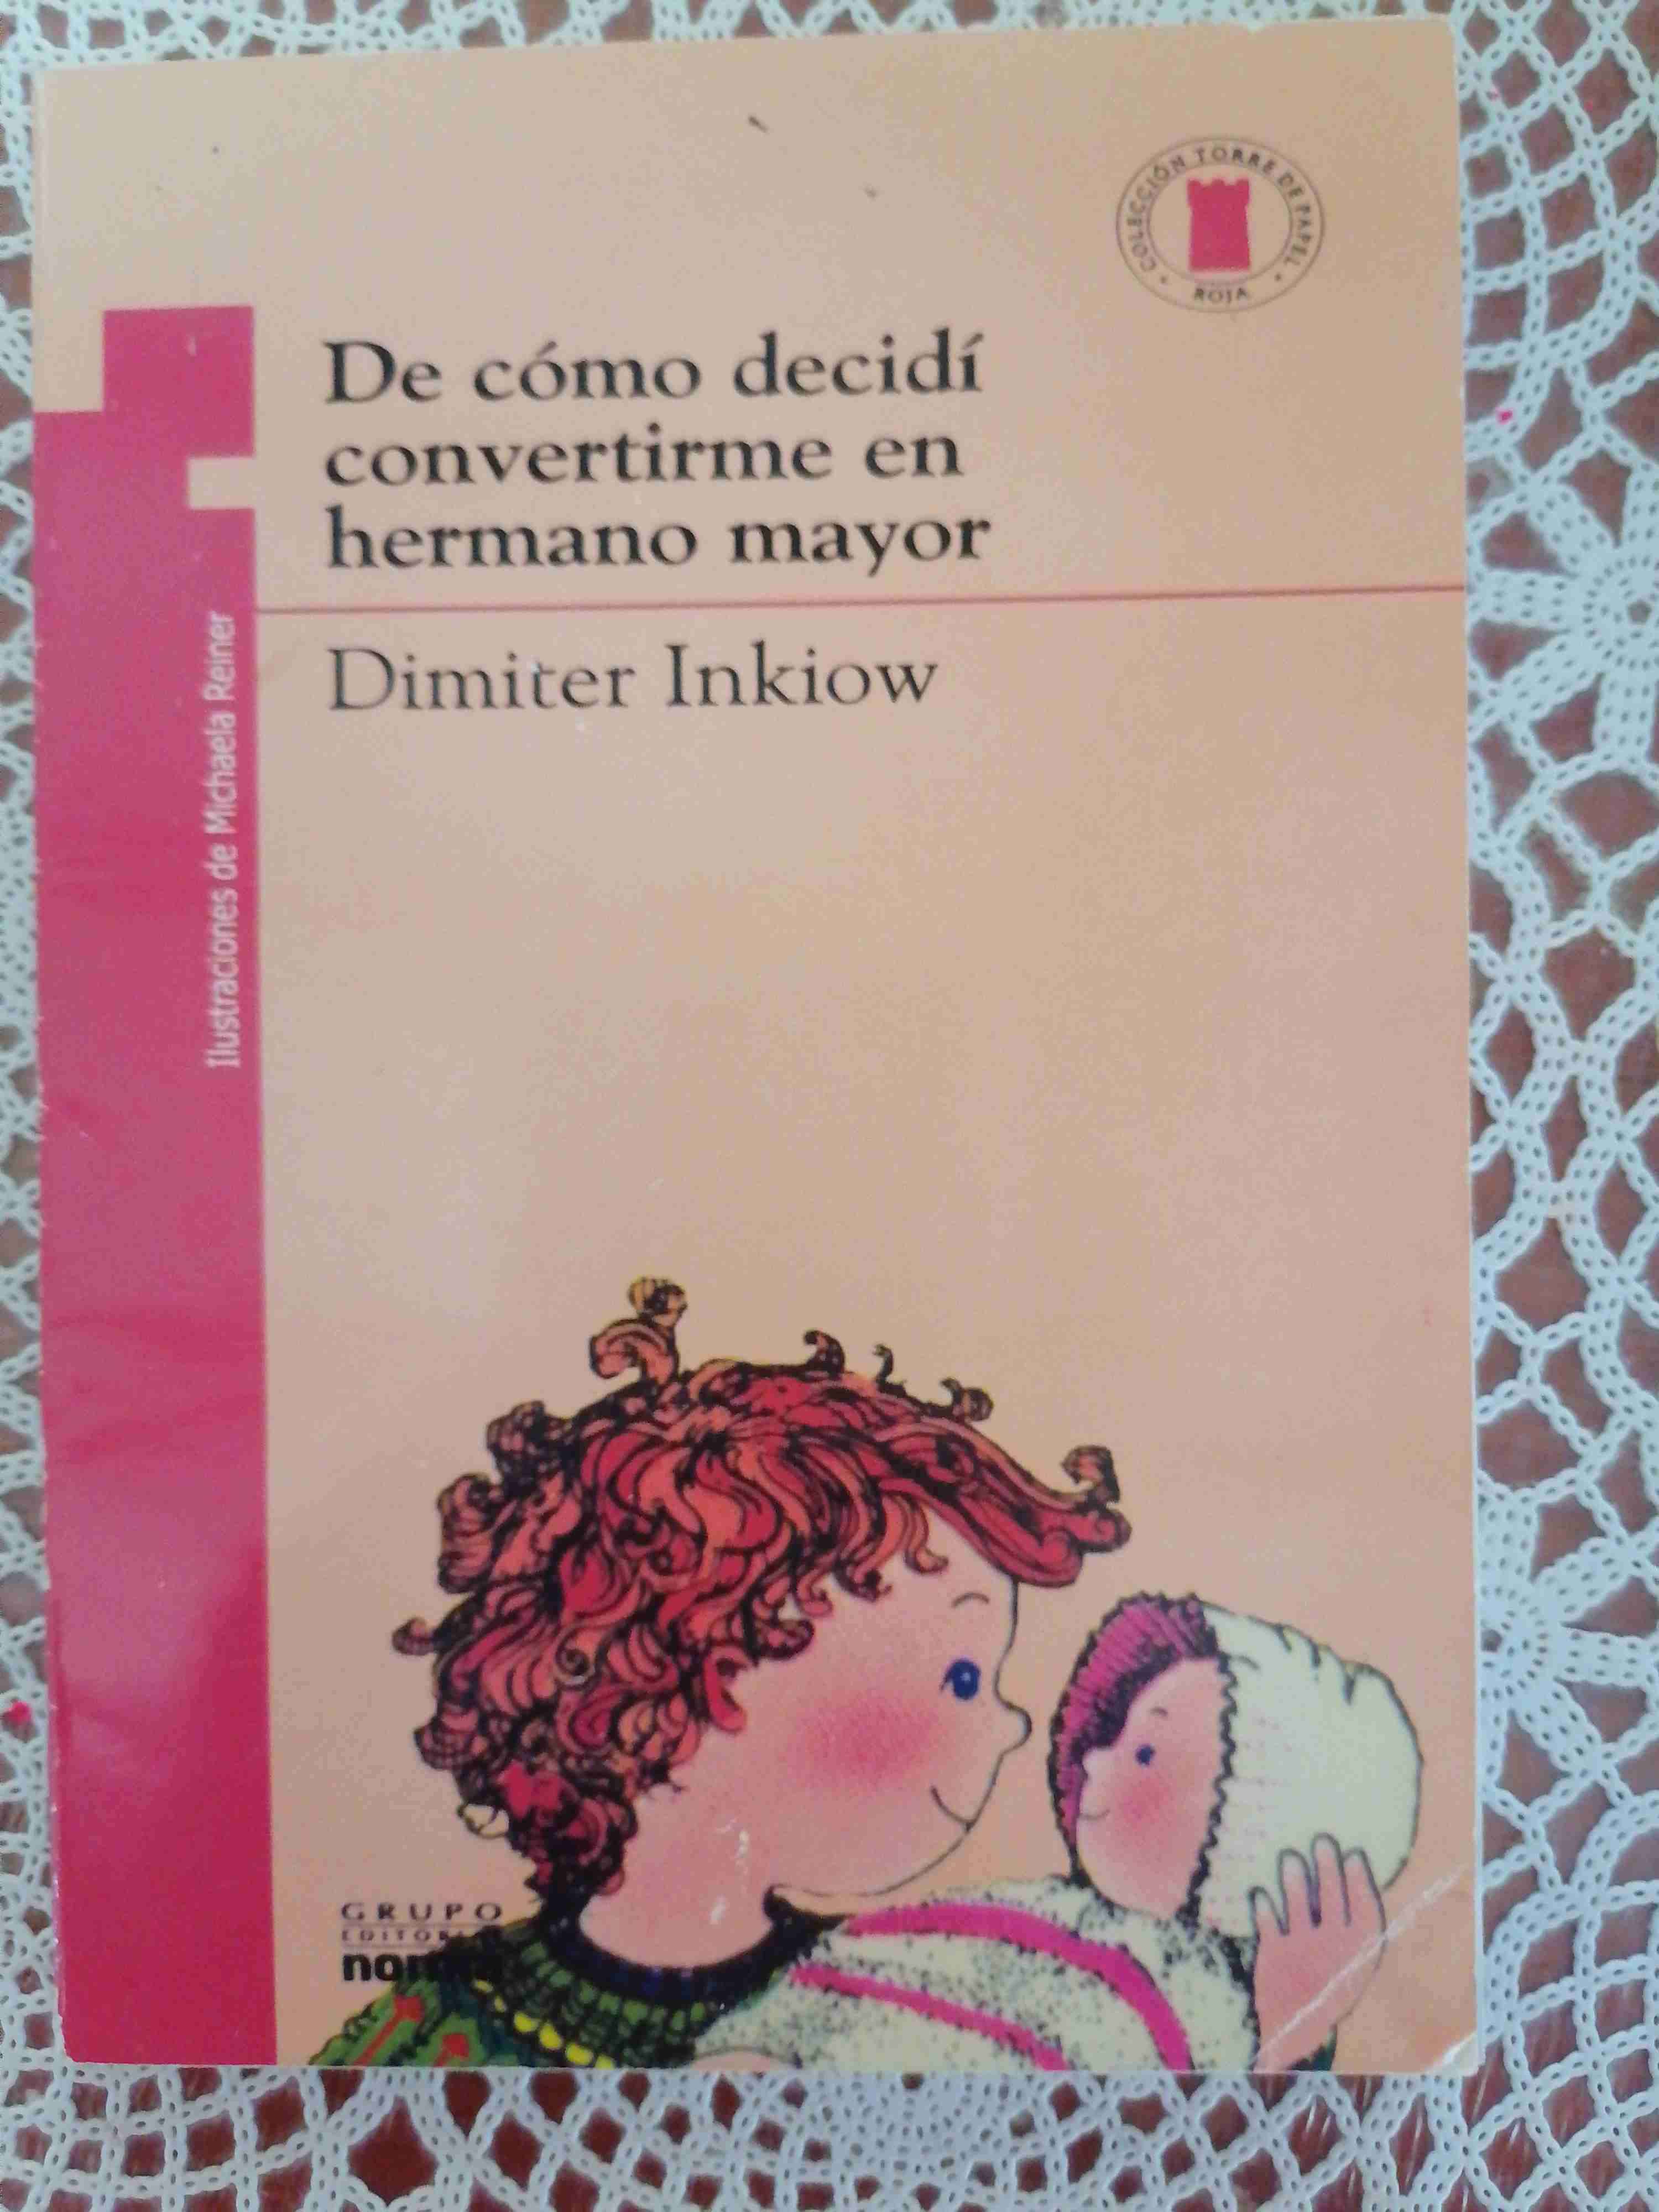 COLECCIÓN TORRE DE PAPEL
ROJA
De cómo decidí
convertirme en
hermano mayor
Dimiter Inkiow
Ilustraciones de Michaela Reiner
GRUPO